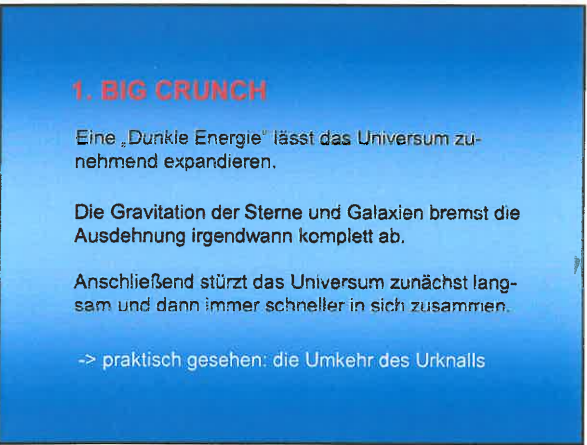 1. BIG CRUNCH
Eine „Dunkle Energie" lässt das Universum zu-
nehmend expandieren.
Die Gravitation der Sterne und Galaxien bremst die
Ausdehnung irgendwann komplett ab.
Anschließend stürzt das Universum zunächst lang-
sam und dann immer schneller in sich zusammen.
-> praktisch gesehen: die Umkehr des Urknalls